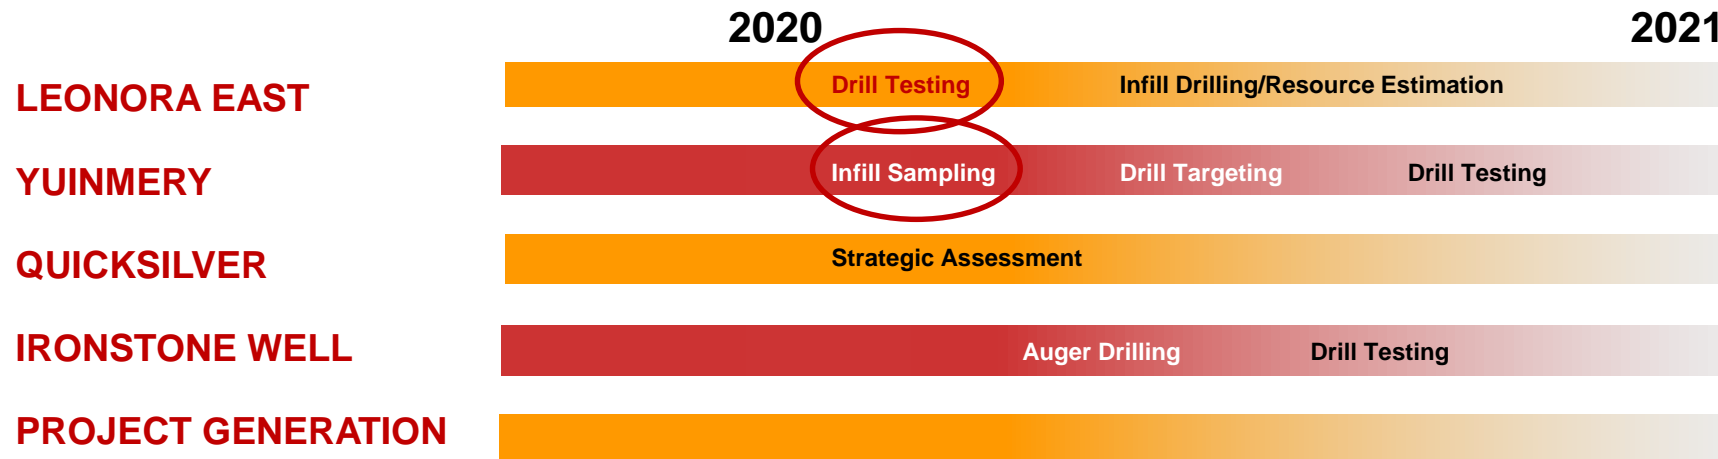 2020 2021
LEONORA EAST Drill Testing Infill Drilling/Resource Estimation
YUINMERY Infill Sampling Drill Targeting Drill Testing
QUICKSILVER Strategic Assessment
IRONSTONE WELL Auger Drilling Drill Testing
PROJECT GENERATION